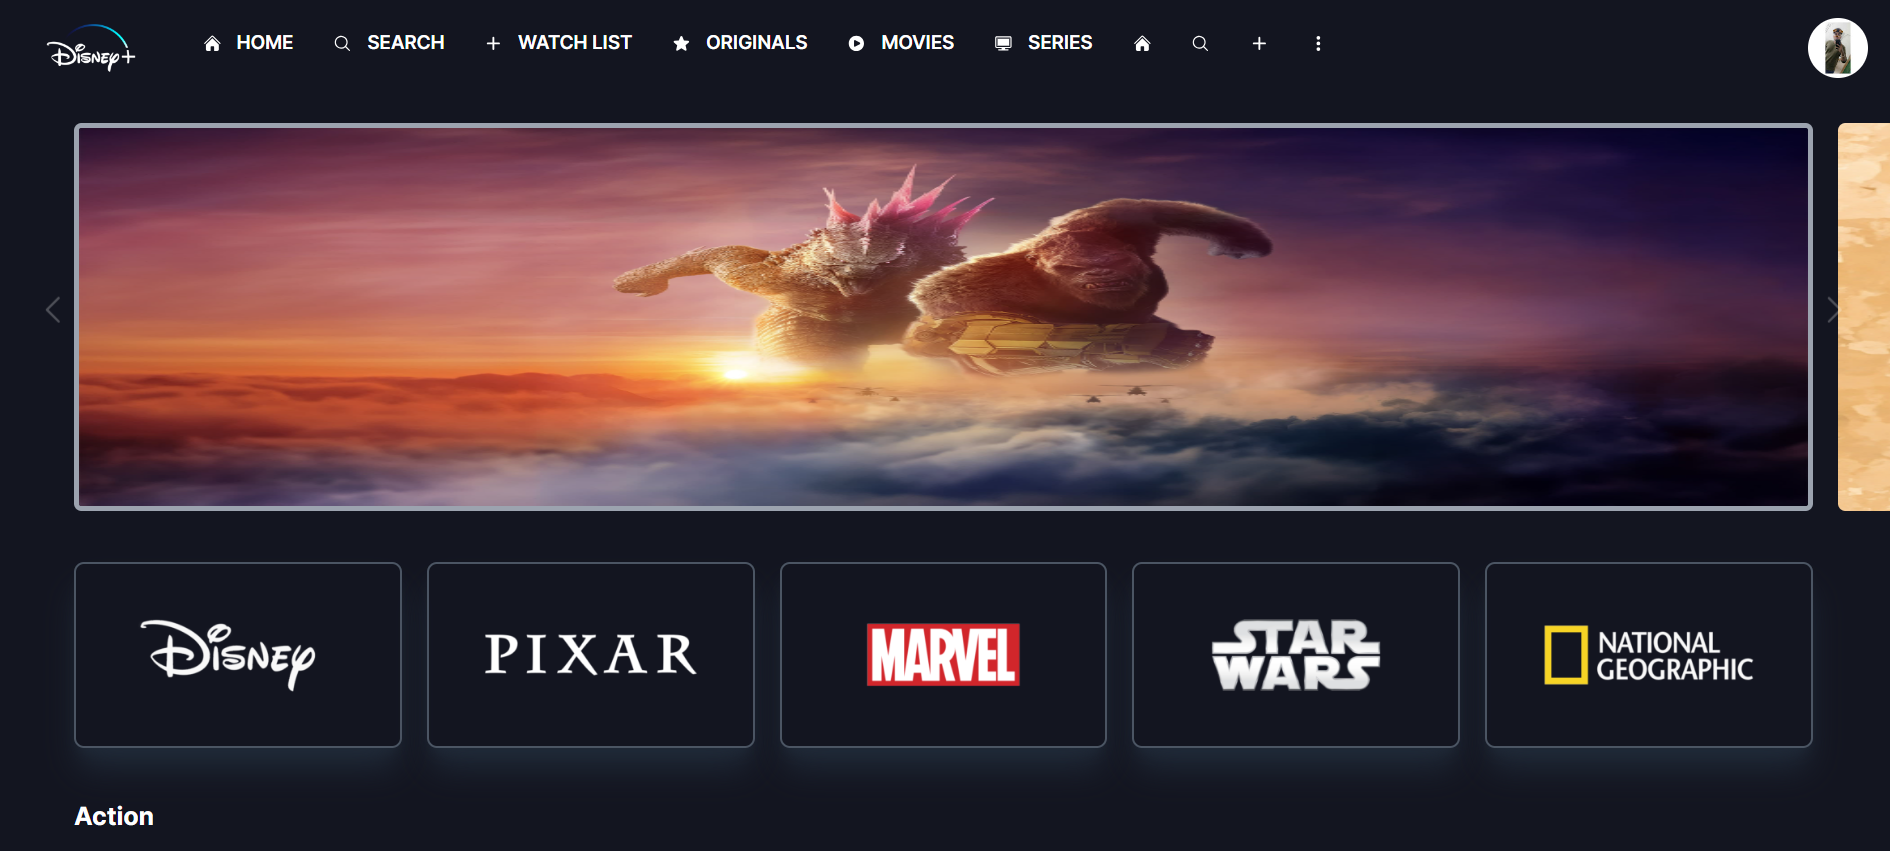 Disney+
HOME
SEARCH
WATCH LIST
ORIGINALS
MOVIES
SERIES
Disney
PIXAR
MARVEL
STAR
WARS
NATIONAL
GEOGRAPHIC
Action